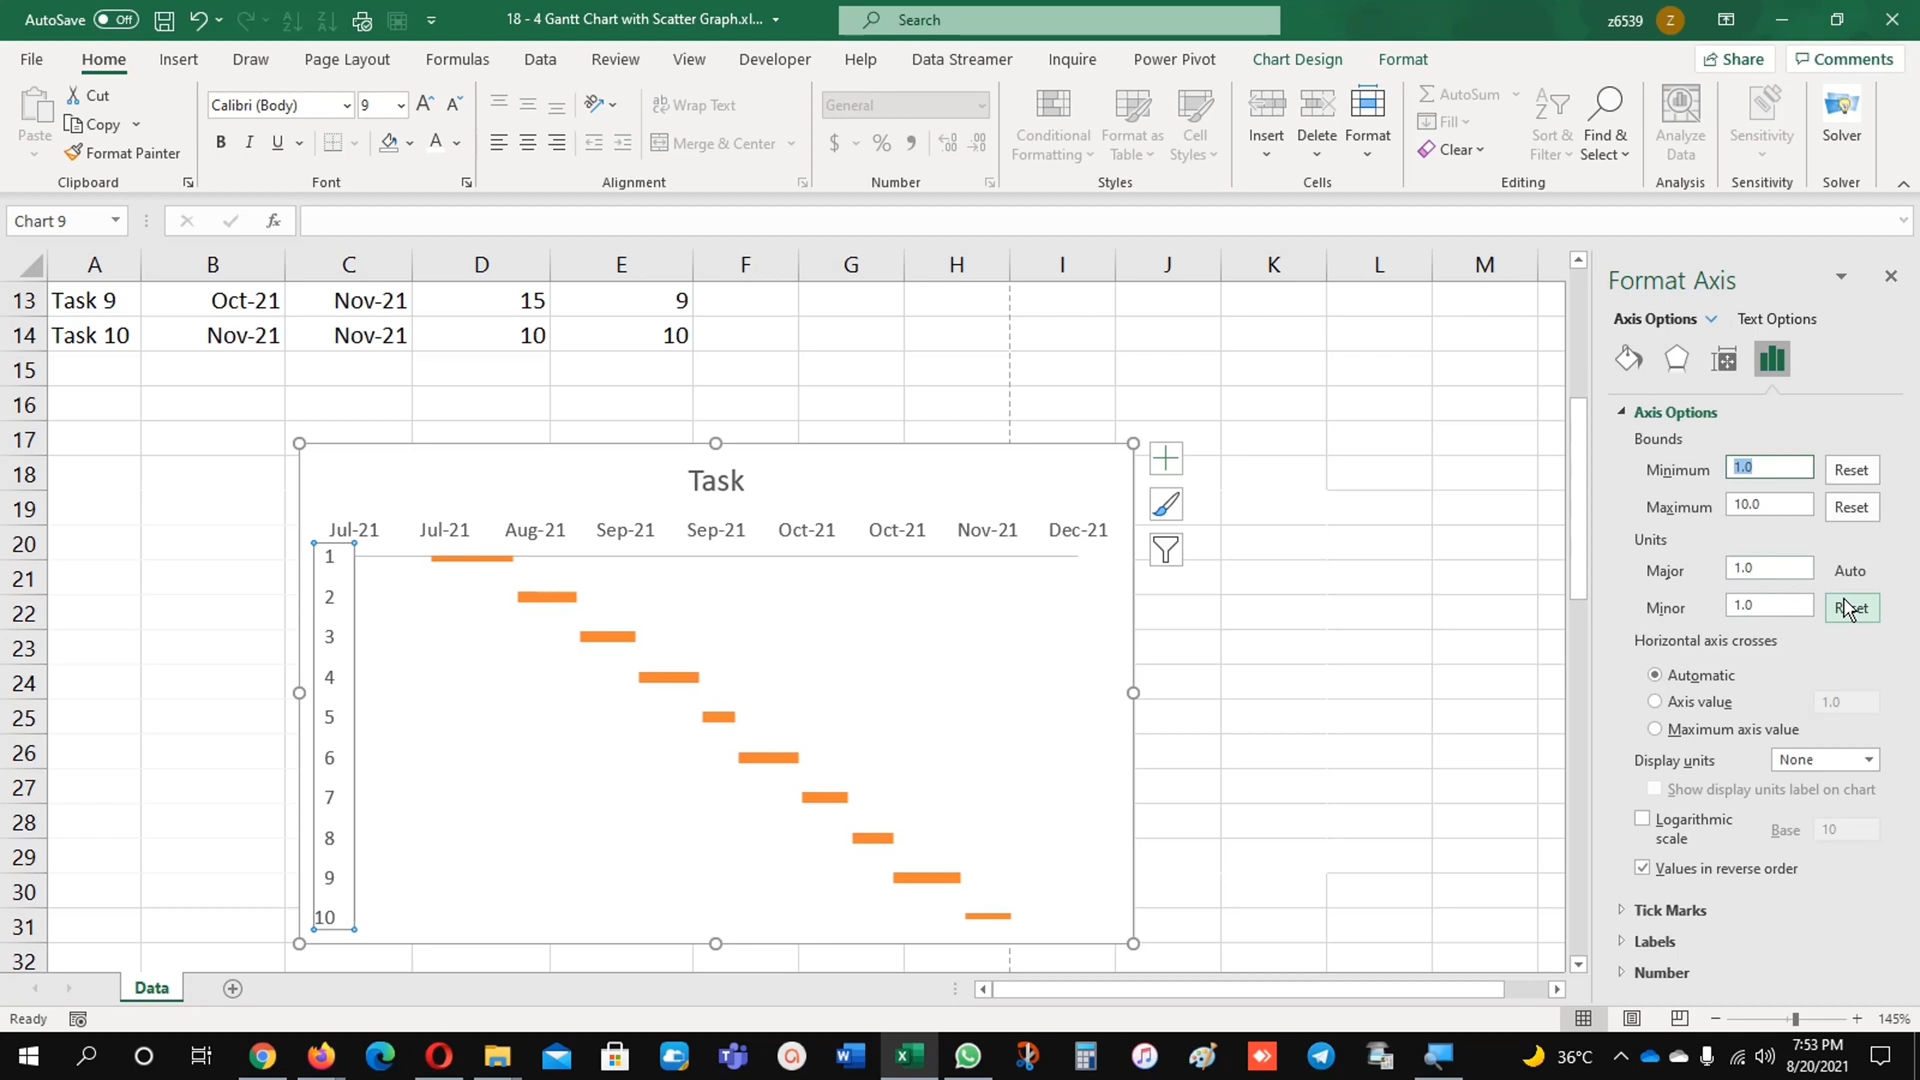 AutoSave Off 18 - 4 Gantt Chart with Scatter Graph.xl... Search z6539 Z
File Home Insert Draw Page Layout Formulas Data Review View Developer Help Data Streamer Inquire Power Pivot Chart Design Format Share Comments
Paste Cut Copy Format Painter
Calibri (Body) 9
B I U A
Wrap Text
Merge & Center
General
$ % 9
Conditional Formatting Format as Table Cell Styles
Insert Delete Format
AutoSum Fill Clear
Sort & Filter Find & Select
Analyze Data Sensitivity Solver
Clipboard Font Alignment Number Styles Cells Editing Analysis Sensitivity Solver
Chart 9 fx
A B C D E F G H I J K L M
13 Task 9 Oct-21 Nov-21 15 9
14 Task 10 Nov-21 Nov-21 10 10
15
16
17
18
19
20
21
22
23
24
25
26
27
28
29
30
31
32
Task
Jul-21 Jul-21 Aug-21 Sep-21 Sep-21 Oct-21 Oct-21 Nov-21 Dec-21
1
2
3
4
5
6
7
8
9
10
Format Axis
Axis Options Text Options
Axis Options
Bounds
Minimum 1.0 Reset
Maximum 10.0 Reset
Units
Major 1.0 Auto
Minor 1.0 Reset
Horizontal axis crosses
Automatic
Axis value 1.0
Maximum axis value
Display units None
Show display units label on chart
Logarithmic scale Base 10
Values in reverse order
Tick Marks
Labels
Number
Data
Ready 145%
36°C 7:53 PM
8/20/2021